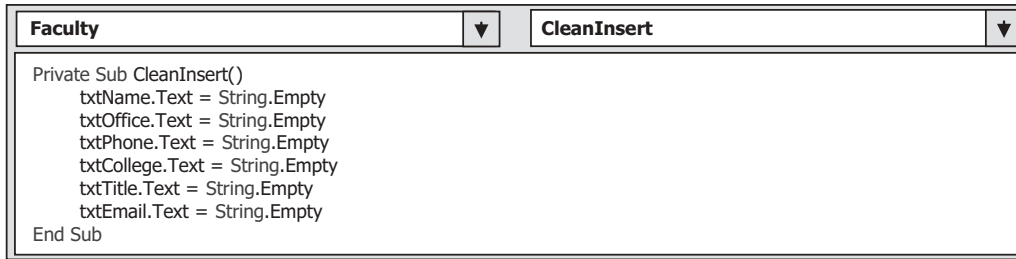 Faculty CleanInsert
Private Sub CleanInsert()
txtName.Text = String.Empty
txtOffice.Text = String.Empty
txtPhone.Text = String.Empty
txtCollege.Text = String.Empty
txtTitle.Text = String.Empty
txtEmail.Text = String.Empty
End Sub